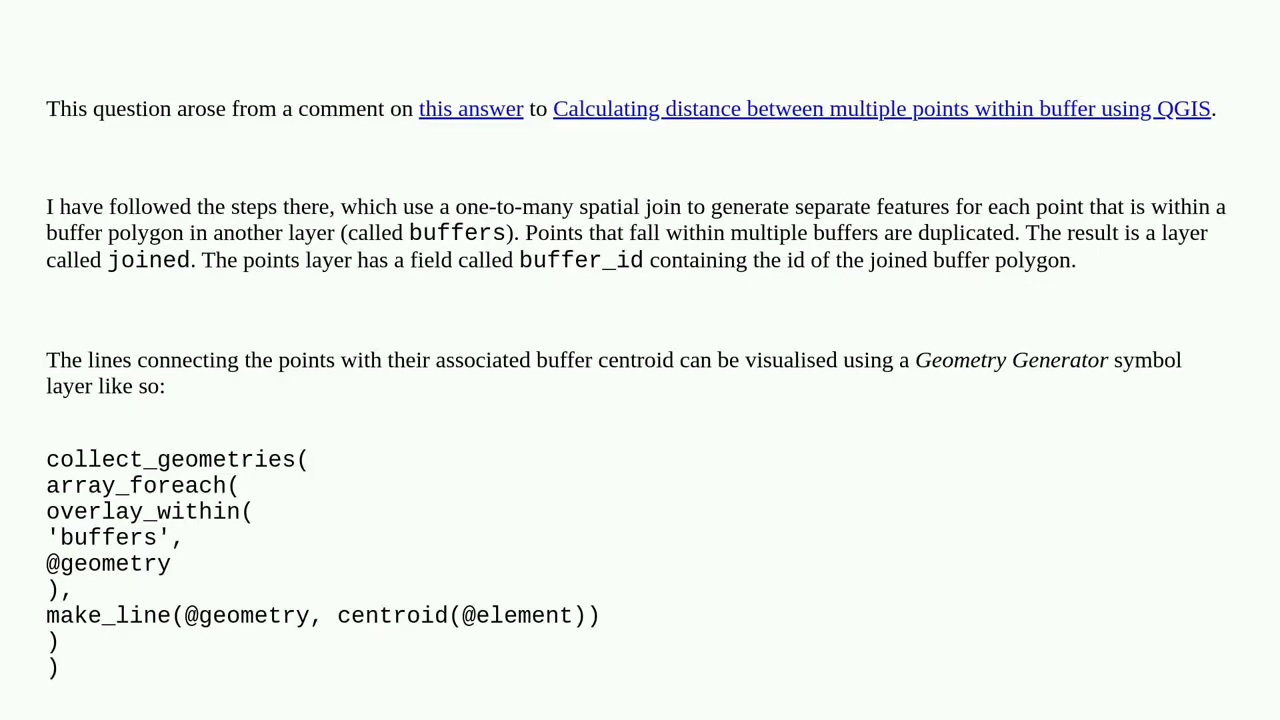 This question arose from a comment on this answer to Calculating distance between multiple points within buffer using QGIS.
I have followed the steps there, which use a one-to-many spatial join to generate separate features for each point that is within a
buffer polygon in another layer (called buffers). Points that fall within multiple buffers are duplicated. The result is a layer
called joined. The points layer has a field called buffer_id containing the id of the joined buffer polygon.
The lines connecting the points with their associated buffer centroid can be visualised using a Geometry Generator symbol
layer like so:
collect_geometries(
array_foreach(
overlay_within(
'buffers',
@geometry
),
make_line(@geometry, centroid(@element))
)
)